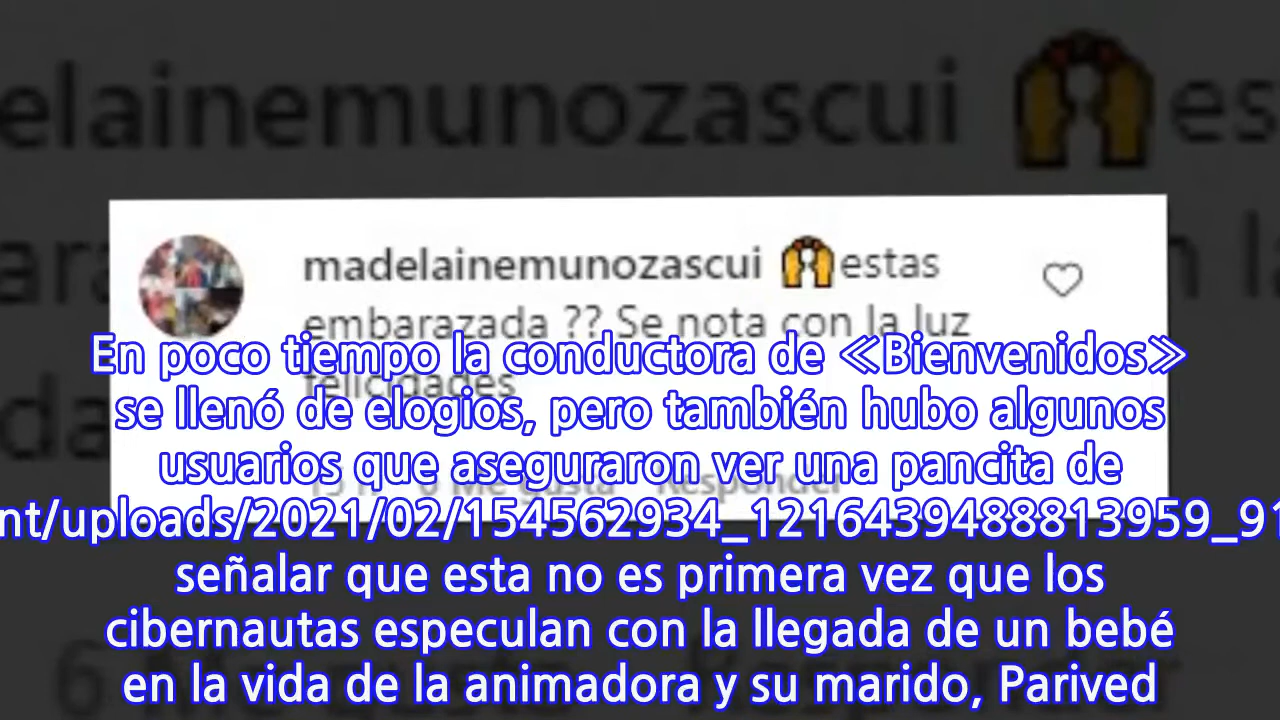 elainemunozascui 🙌es
madelainemunozascui 🙌estas
embarazada ?? Se nota con la luz
felicidades
En poco tiempo la conductora de ≪Bienvenidos≫
se llenó de elogios, pero también hubo algunos
usuarios que aseguraron ver una pancita de
nt/uploads/2021/02/154562934_1216439488813959_91
señalar que esta no es primera vez que los
cibernautas especulan con la llegada de un bebé
en la vida de la animadora y su marido, Parived